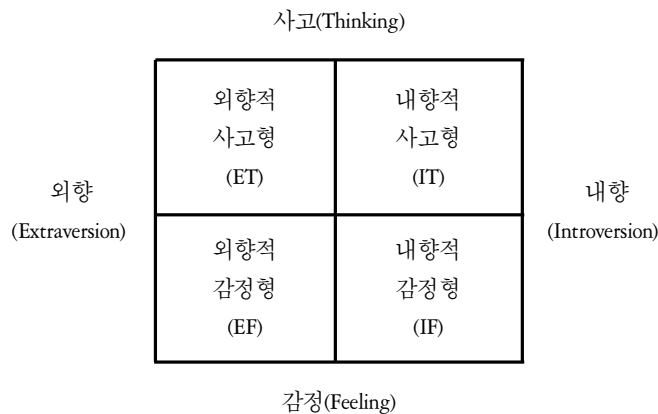 사고(Thinking)
외향적
사고형
(ET)
내향적
사고형
(IT)
외향
(Extraversion)
내향
(Introversion)
외향적
감정형
(EF)
내향적
감정형
(IF)
감정(Feeling)